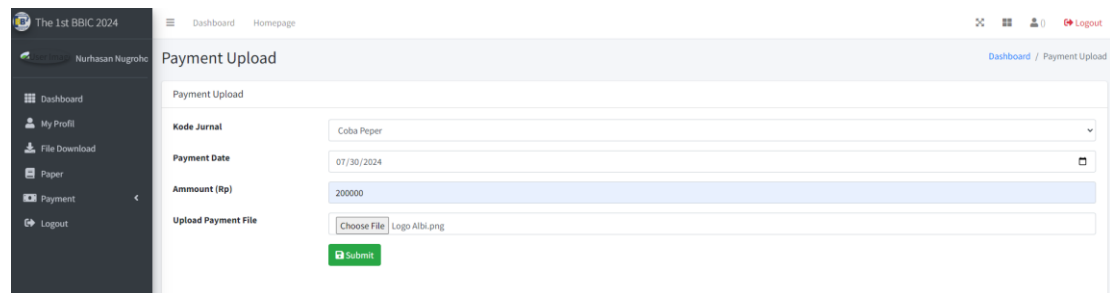 The 1st BBIC 2024
Dashboard Homepage
() Logout
Nurhasan Nugroho
Payment Upload
Dashboard / Payment Upload
Dashboard
My Profil
File Download
Paper
Payment
Logout
Payment Upload
Kode Jurnal
Coba Peper
Payment Date
07/30/2024
Ammount (Rp)
200000
Upload Payment File
Choose File Logo Albi.png
Submit